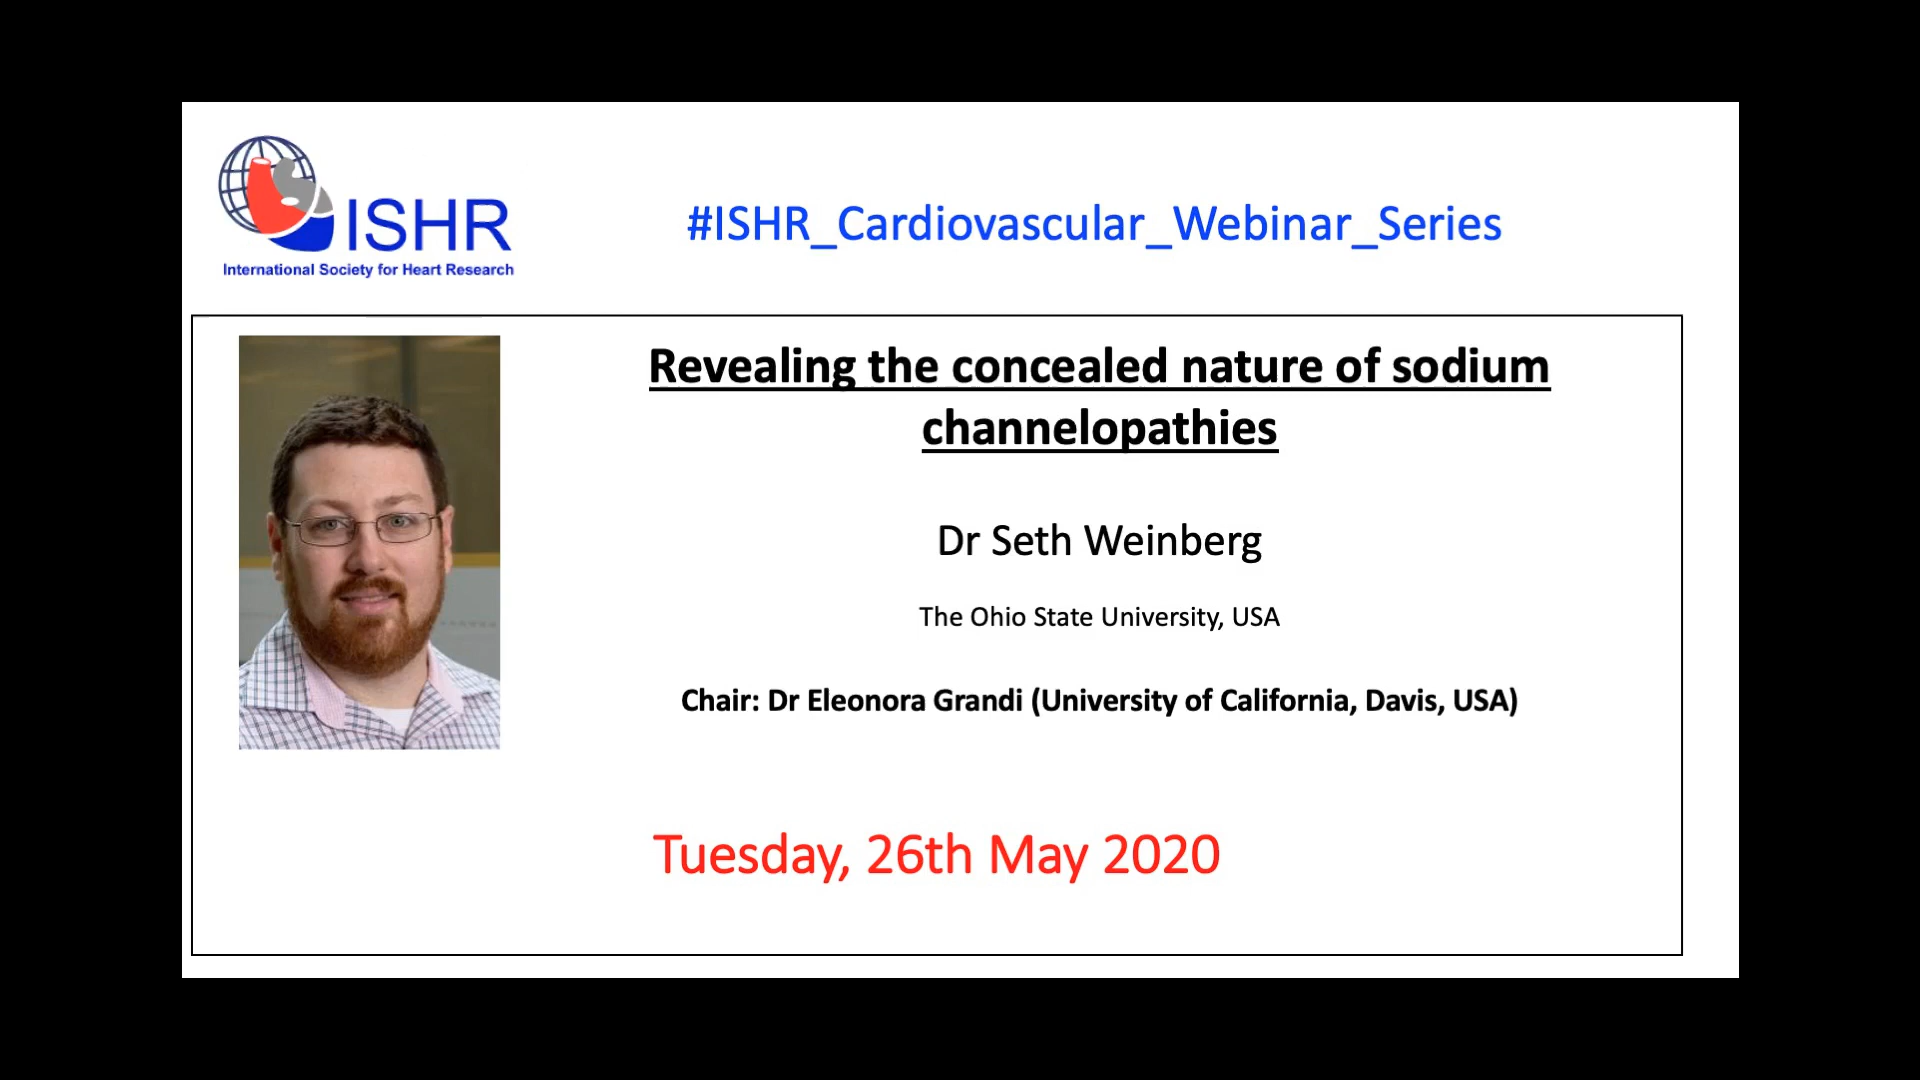 ISHR
International Society for Heart Research
#ISHR_Cardiovascular_Webinar_Series
Revealing the concealed nature of sodium
channelopathies
Dr Seth Weinberg
The Ohio State University, USA
Chair: Dr Eleonora Grandi (University of California, Davis, USA)
Tuesday, 26th May 2020